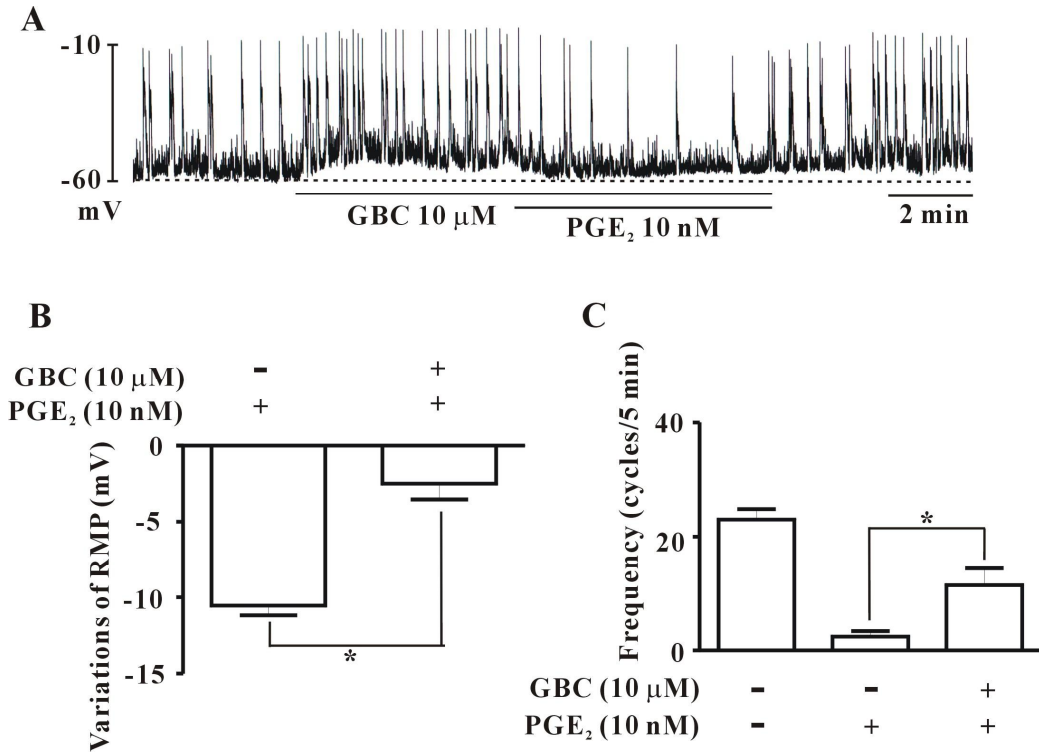 A
-10
-60
mV
GBC 10 μM
PGE₂ 10 nM
2 min
B
GBC (10 μM) - +
PGE₂ (10 nM) + +
Variations of RMP (mV)
0
-5
-10
-15
*
C
Frequency (cycles/5 min)
40
20
0
*
GBC (10 μM) - - +
PGE₂ (10 nM) - + +